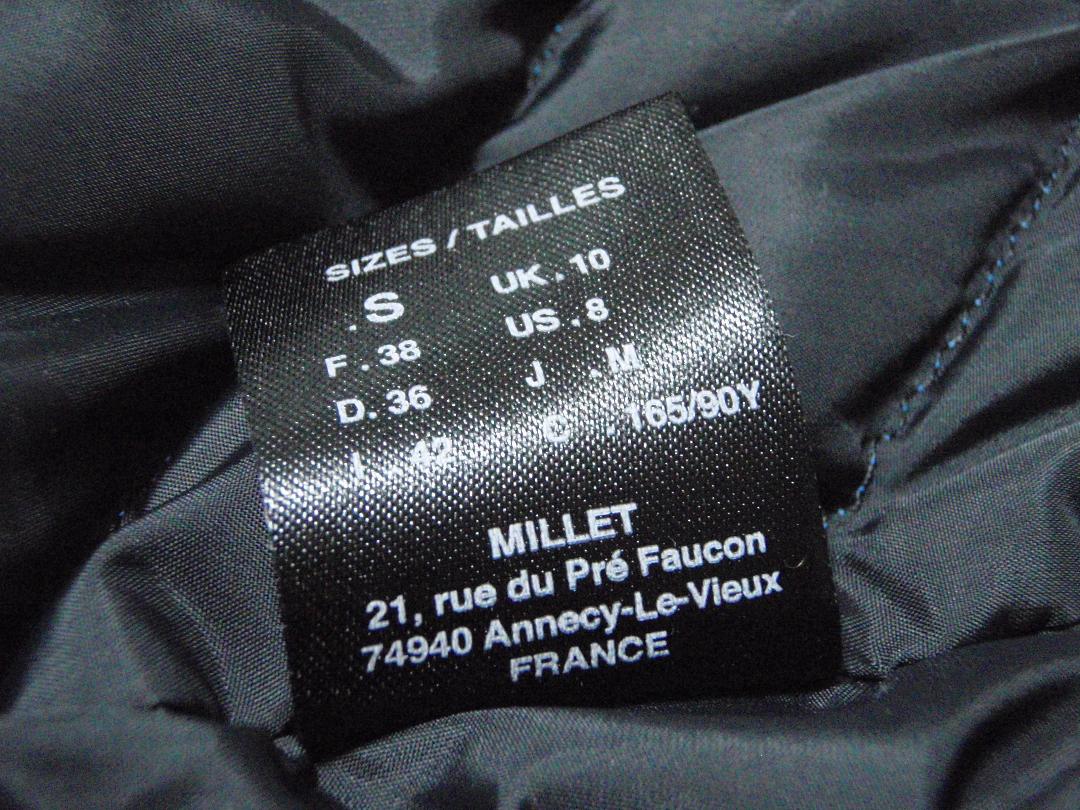 SIZES / TAILLES
. S UK . 10
F . 38 US . 8
D . 36 J . M
I . 42 C . 165/90Y
MILLET
21, rue du Pré Faucon
74940 Annecy-Le-Vieux
FRANCE